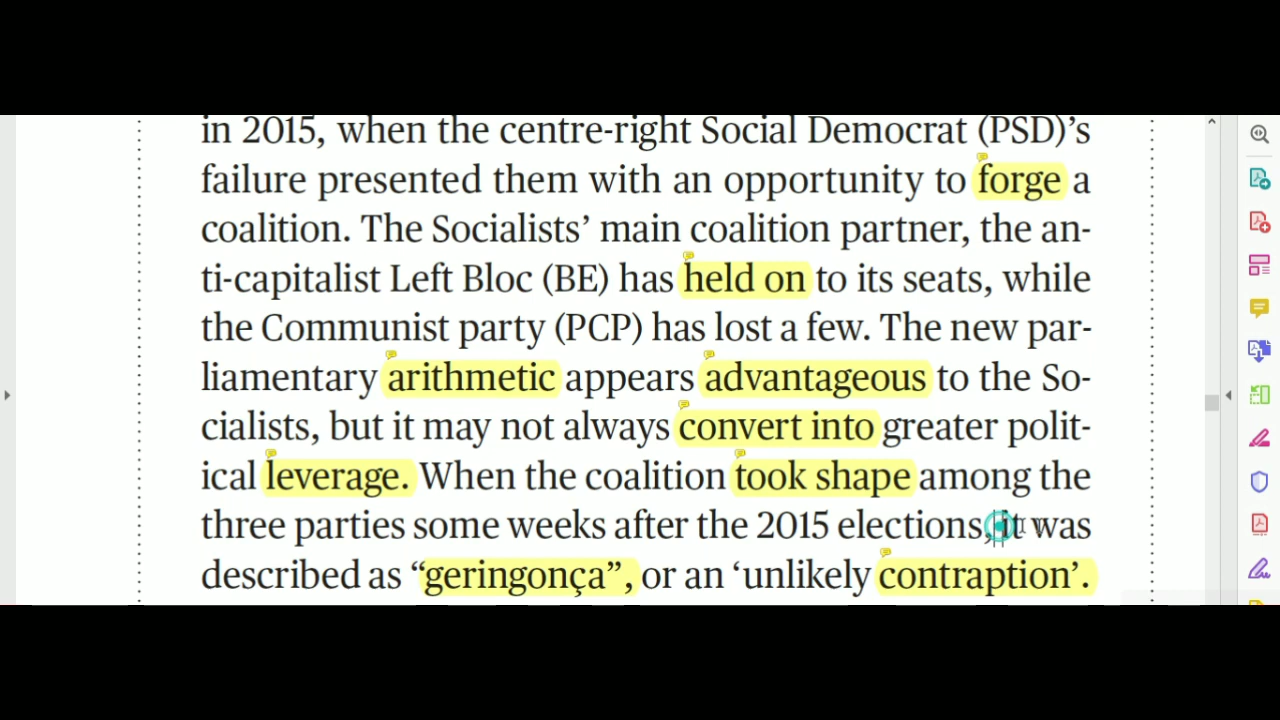 in 2015, when the centre-right Social Democrat (PSD)’s
failure presented them with an opportunity to forge a
coalition. The Socialists’ main coalition partner, the an-
ti-capitalist Left Bloc (BE) has held on to its seats, while
the Communist party (PCP) has lost a few. The new par-
liamentary arithmetic appears advantageous to the So-
cialists, but it may not always convert into greater polit-
ical leverage. When the coalition took shape among the
three parties some weeks after the 2015 elections, it was
described as “geringonça”, or an ‘unlikely contraption’.